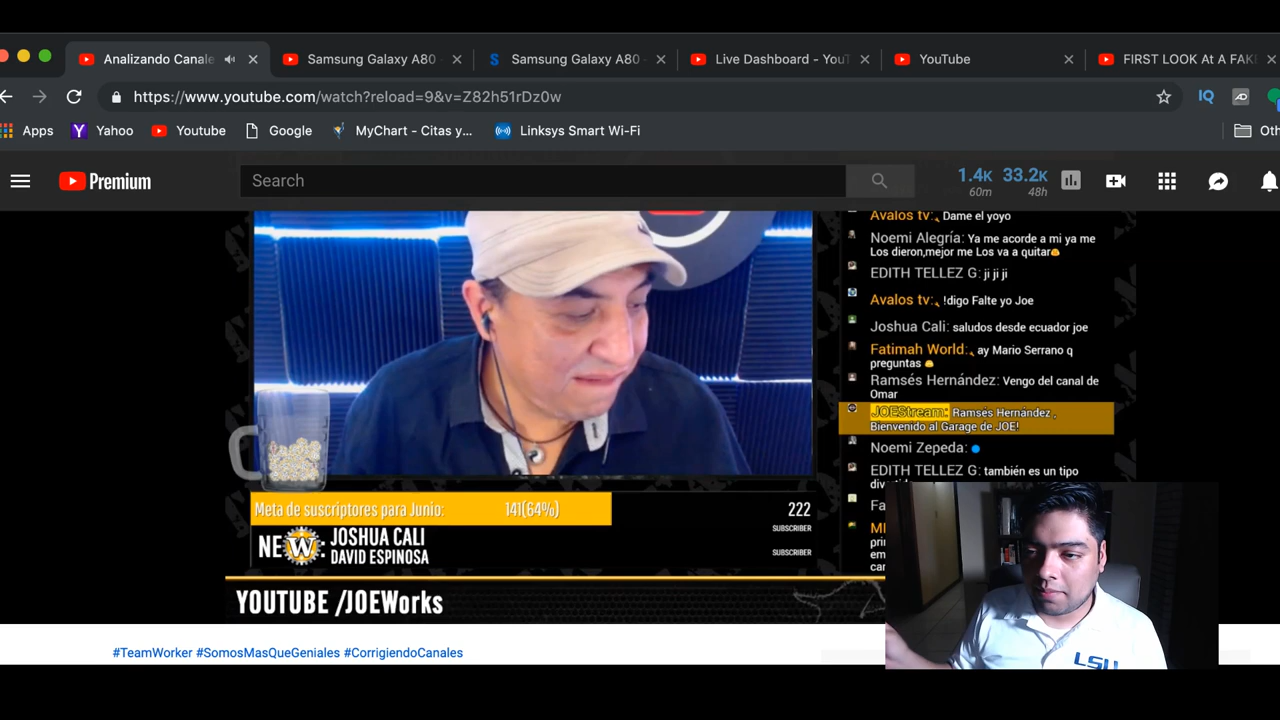 Analizando Canale
Samsung Galaxy A80
Samsung Galaxy A80
Live Dashboard - YouT
YouTube
FIRST LOOK At A FAK
https://www.youtube.com/watch?reload=9&v=Z82h51rDz0w
IQ
Apps
Yahoo
Youtube
Google
MyChart - Citas y...
Linksys Smart Wi-Fi
Oth
Premium
Search
1.4K
60m
33.2K
48h
Avalos tv: Dame el yoyo
Noemi Alegría: Ya me acorde a mi ya me
Los dieron,mejor me Los va a quitar
EDITH TELLEZ G: ji ji ji
Avalos tv: !digo Falte yo Joe
Joshua Cali: saludos desde ecuador joe
Fatimah World: ay Mario Serrano q
preguntas
Ramsés Hernández: Vengo del canal de
Omar
JOEStream: Ramsés Hernández ,
Bienvenido al Garage de JOE!
Noemi Zepeda:
EDITH TELLEZ G: también es un tipo
Meta de suscriptores para Junio: 141(64%) 222
NEW: JOSHUA CALI SUBSCRIBER
DAVID ESPINOSA SUBSCRIBER
YOUTUBE /JOEWorks
#TeamWorker #SomosMasQueGeniales #CorrigiendoCanales
LSU